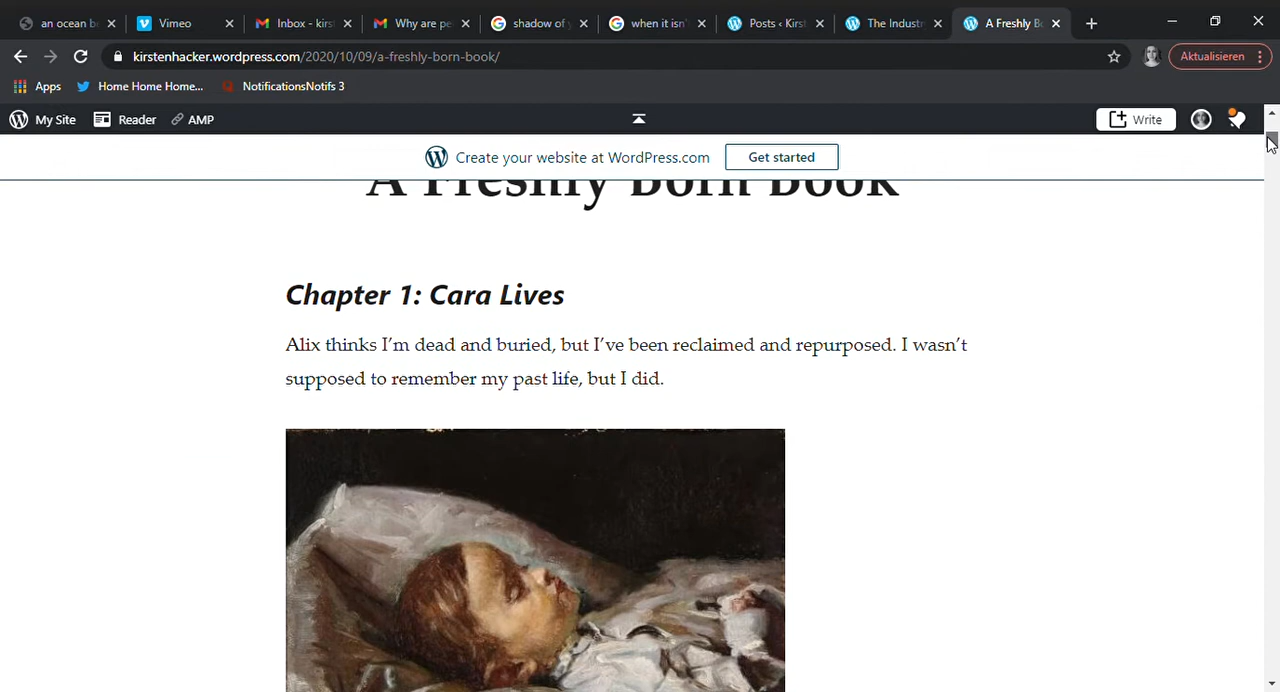 an ocean b
Vimeo
Inbox - kirs
Why are pe
shadow of
when it isn'
Posts ‹ Kirst
The Industr
A Freshly B
kirstenhacker.wordpress.com/2020/10/09/a-freshly-born-book/
Aktualisieren
Apps
Home Home Home...
NotificationsNotifs 3
My Site
Reader
AMP
Write
Create your website at WordPress.com
Get started
A Freshly Born Book
Chapter 1: Cara Lives
Alix thinks I'm dead and buried, but I've been reclaimed and repurposed. I wasn't
supposed to remember my past life, but I did.